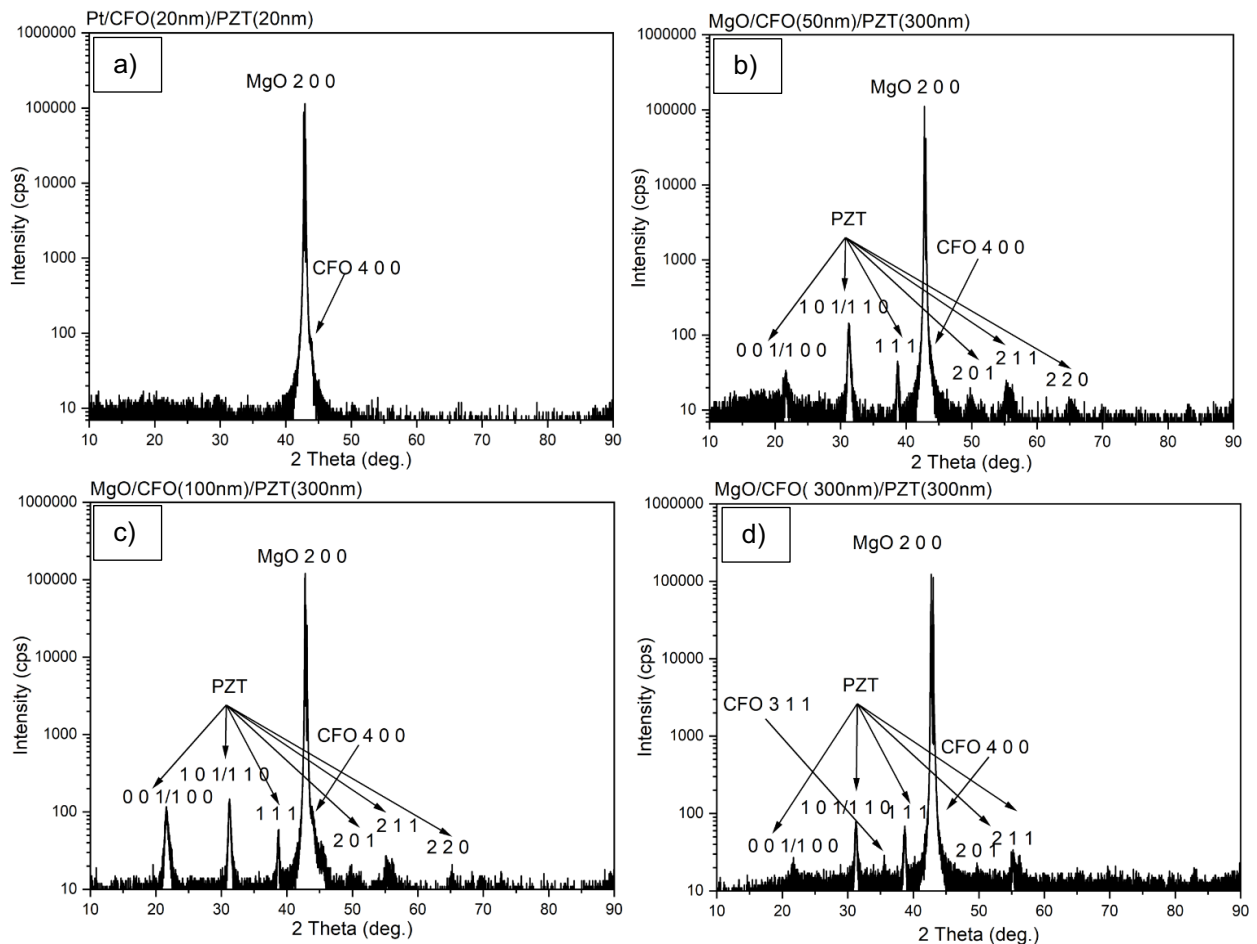 Pt/CFO(20nm)/PZT(20nm)
a)
1000000
100000
10000
1000
100
10
Intensity (cps)
MgO 2 0 0
CFO 4 0 0
10 20 30 40 50 60 70 80 90
2 Theta (deg.)
MgO/CFO(50nm)/PZT(300nm)
b)
1000000
100000
10000
1000
100
10
Intensity (cps)
MgO 2 0 0
PZT
CFO 4 0 0
1 0 1/1 1 0
0 0 1/1 0 0
1 1 1
2 0 1
2 1 1
2 2 0
10 20 30 40 50 60 70 80 90
2 Theta (deg.)
MgO/CFO(100nm)/PZT(300nm)
c)
1000000
100000
10000
1000
100
10
Intensity (cps)
MgO 2 0 0
PZT
CFO 4 0 0
1 0 1/1 1 0
0 0 1/1 0 0
1 1 1
2 0 1
2 1 1
2 2 0
10 20 30 40 50 60 70 80 90
2 Theta (deg.)
MgO/CFO( 300nm)/PZT(300nm)
d)
1000000
100000
10000
1000
100
10
Intensity (cps)
MgO 2 0 0
PZT
CFO 3 1 1
CFO 4 0 0
1 0 1/1 1 0
1 1 1
0 0 1/1 0 0
2 0 1
2 1 1
10 20 30 40 50 60 70 80 90
2 Theta (deg.)